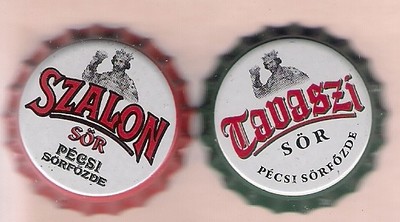 SZALON
SÖR
PÉCSI
SÖRFŐZDE
Tavaszi
SÖR
PÉCSI SÖRFŐZDE